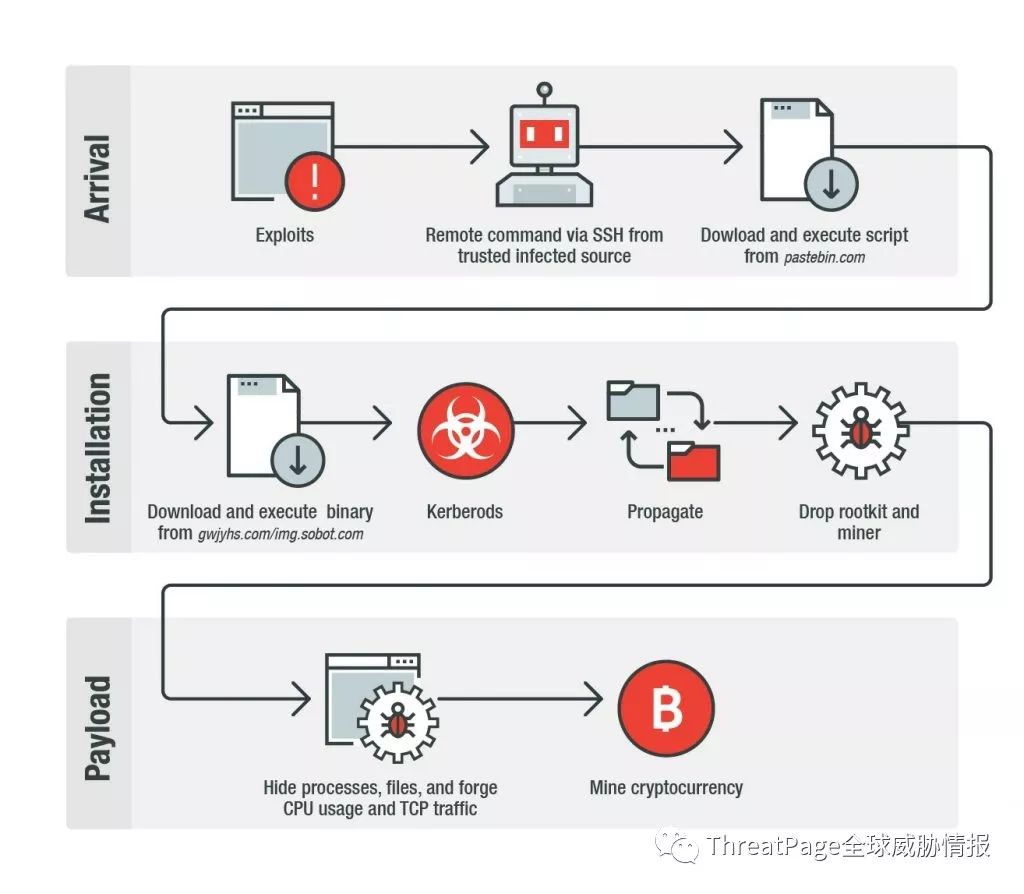 Arrival
Exploits
Remote command via SSH from
trusted infected source
Dowload and execute script
from pastebin.com
Installation
Download and execute binary
from gwjyhs.com/img.sobot.com
Kerberods
Propagate
Drop rootkit and
miner
Payload
Hide processes, files, and forge
CPU usage and TCP traffic
Mine cryptocurrency
ThreatPage全球威胁情报